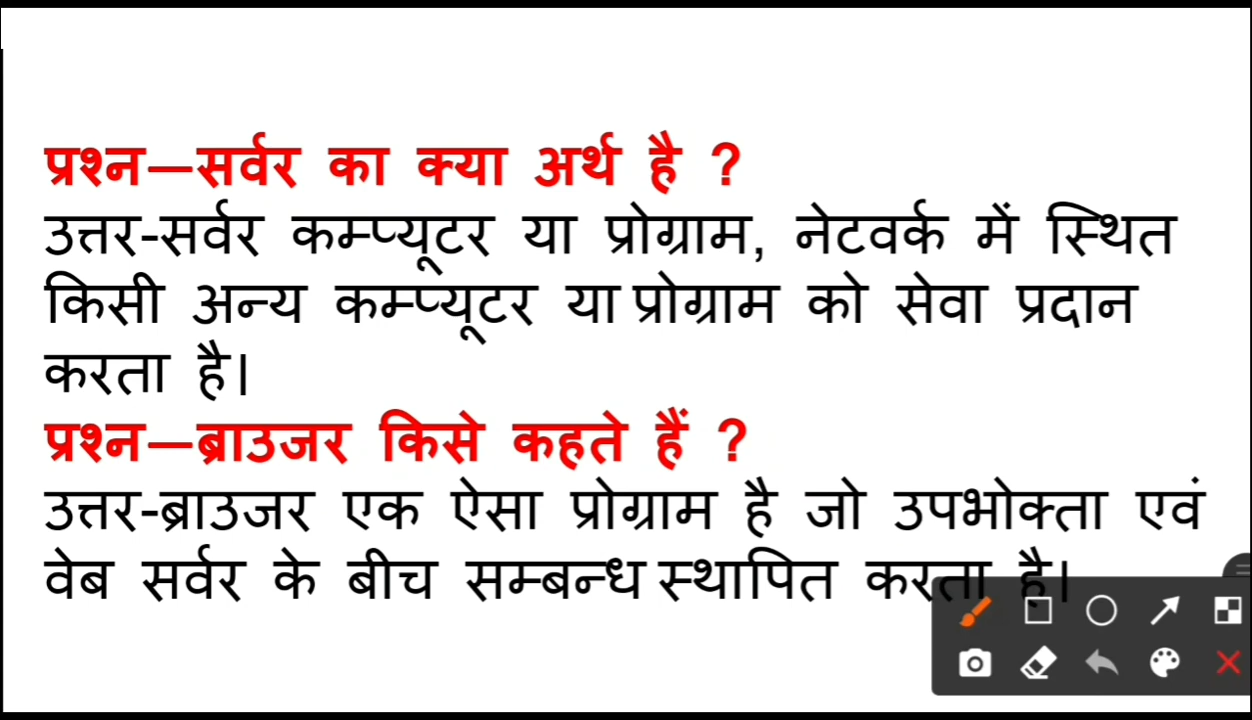 प्रश्न—सर्वर का क्या अर्थ है ?
उत्तर-सर्वर कम्प्यूटर या प्रोग्राम, नेटवर्क में स्थित
किसी अन्य कम्प्यूटर या प्रोग्राम को सेवा प्रदान
करता है।
प्रश्न—ब्राउजर किसे कहते हैं ?
उत्तर-ब्राउजर एक ऐसा प्रोग्राम है जो उपभोक्ता एवं
वेब सर्वर के बीच सम्बन्ध स्थापित करता है।